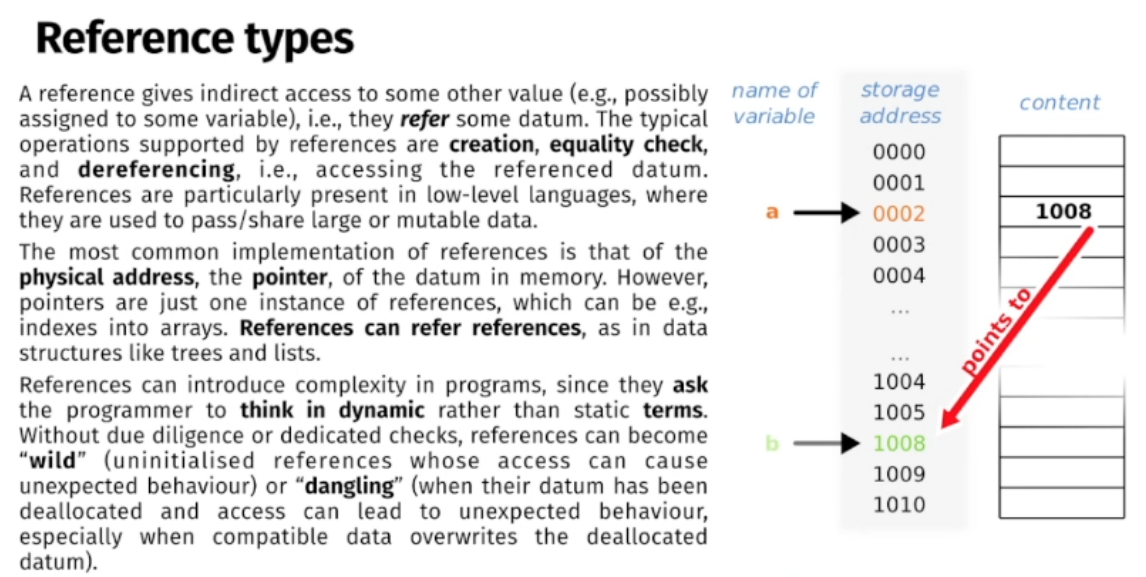 Reference types
A reference gives indirect access to some other value (e.g., possibly
assigned to some variable), i.e., they refer some datum. The typical
operations supported by references are creation, equality check,
and dereferencing, i.e., accessing the referenced datum.
References are particularly present in low-level languages, where
they are used to pass/share large or mutable data.
The most common implementation of references is that of the
physical address, the pointer, of the datum in memory. However,
pointers are just one instance of references, which can be e.g.,
indexes into arrays. References can refer references, as in data
structures like trees and lists.
References can introduce complexity in programs, since they ask
the programmer to think in dynamic rather than static terms.
Without due diligence or dedicated checks, references can become
“wild” (uninitialised references whose access can cause
unexpected behaviour) or “dangling” (when their datum has been
deallocated and access can lead to unexpected behaviour,
especially when compatible data overwrites the deallocated
datum).
name of
variable
storage
address
content
0000
0001
a
0002
1008
0003
0004
...
points to
...
1004
1005
b
1008
1009
1010